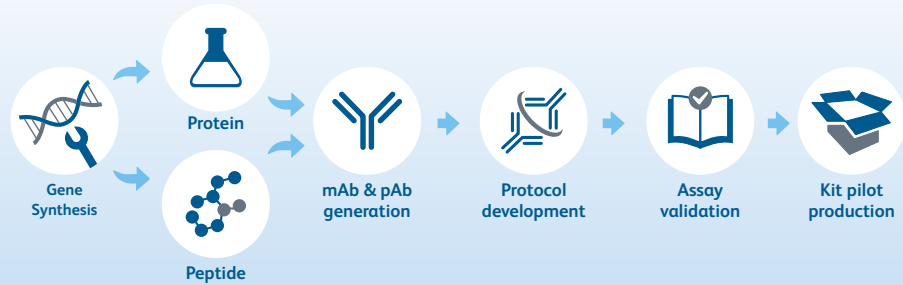 Gene
Synthesis
Protein
Peptide
mAb & pAb
generation
Protocol
development
Assay
validation
Kit pilot
production